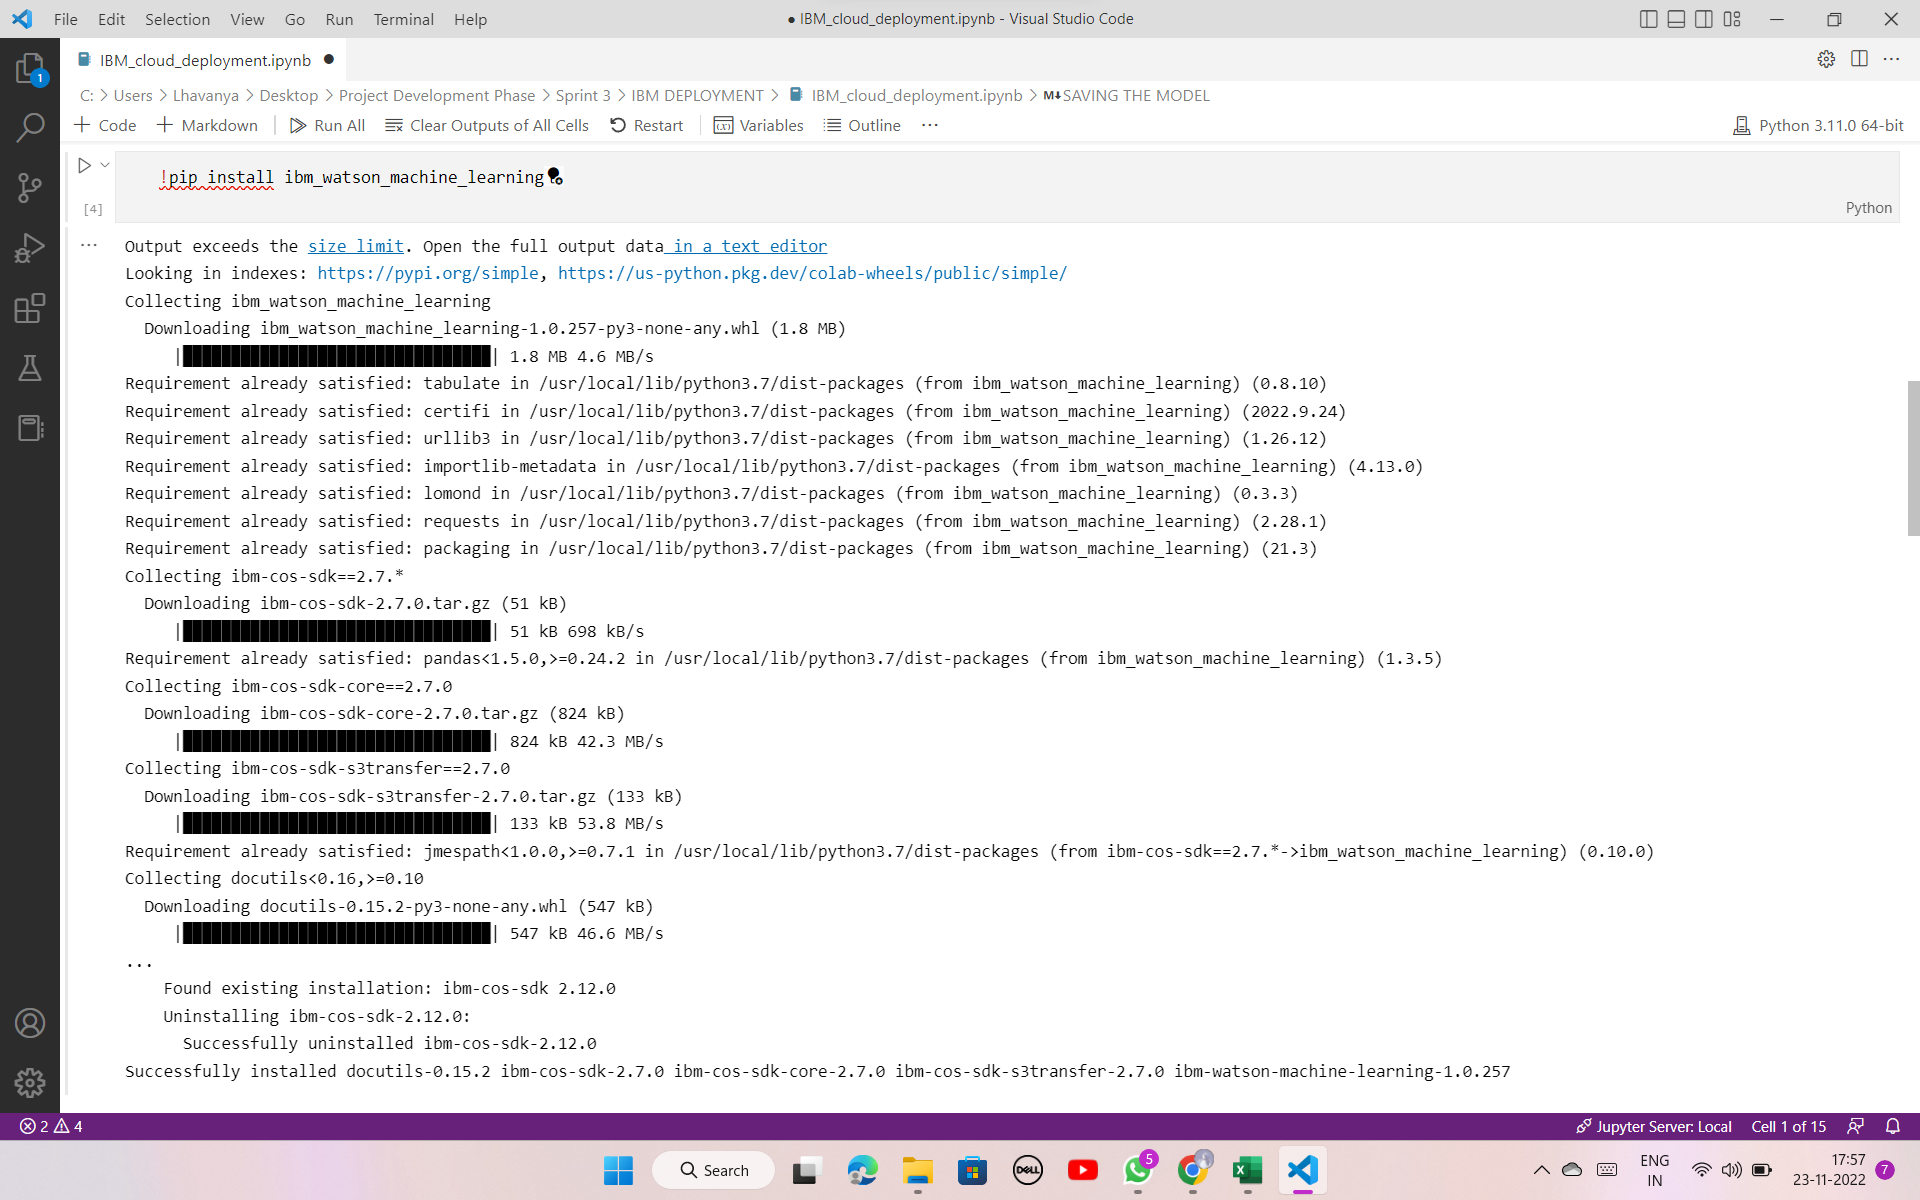 File Edit Selection View Go Run Terminal Help ● IBM_cloud_deployment.ipynb - Visual Studio Code
IBM_cloud_deployment.ipynb ●
C: > Users > Lhavanya > Desktop > Project Development Phase > Sprint 3 > IBM DEPLOYMENT > IBM_cloud_deployment.ipynb > M↓SAVING THE MODEL
+ Code + Markdown Run All Clear Outputs of All Cells Restart Variables Outline ··· Python 3.11.0 64-bit
1
!pip install ibm_watson_machine_learning
[4]
Python
Output exceeds the size limit. Open the full output data in a text editor
Looking in indexes: https://pypi.org/simple, https://us-python.pkg.dev/colab-wheels/public/simple/
Collecting ibm_watson_machine_learning
Downloading ibm_watson_machine_learning-1.0.257-py3-none-any.whl (1.8 MB)
|████████████████████████████████| 1.8 MB 4.6 MB/s
Requirement already satisfied: tabulate in /usr/local/lib/python3.7/dist-packages (from ibm_watson_machine_learning) (0.8.10)
Requirement already satisfied: certifi in /usr/local/lib/python3.7/dist-packages (from ibm_watson_machine_learning) (2022.9.24)
Requirement already satisfied: urllib3 in /usr/local/lib/python3.7/dist-packages (from ibm_watson_machine_learning) (1.26.12)
Requirement already satisfied: importlib-metadata in /usr/local/lib/python3.7/dist-packages (from ibm_watson_machine_learning) (4.13.0)
Requirement already satisfied: lomond in /usr/local/lib/python3.7/dist-packages (from ibm_watson_machine_learning) (0.3.3)
Requirement already satisfied: requests in /usr/local/lib/python3.7/dist-packages (from ibm_watson_machine_learning) (2.28.1)
Requirement already satisfied: packaging in /usr/local/lib/python3.7/dist-packages (from ibm_watson_machine_learning) (21.3)
Collecting ibm-cos-sdk==2.7.*
Downloading ibm-cos-sdk-2.7.0.tar.gz (51 kB)
|████████████████████████████████| 51 kB 698 kB/s
Requirement already satisfied: pandas<1.5.0,>=0.24.2 in /usr/local/lib/python3.7/dist-packages (from ibm_watson_machine_learning) (1.3.5)
Collecting ibm-cos-sdk-core==2.7.0
Downloading ibm-cos-sdk-core-2.7.0.tar.gz (824 kB)
|████████████████████████████████| 824 kB 42.3 MB/s
Collecting ibm-cos-sdk-s3transfer==2.7.0
Downloading ibm-cos-sdk-s3transfer-2.7.0.tar.gz (133 kB)
|████████████████████████████████| 133 kB 53.8 MB/s
Requirement already satisfied: jmespath<1.0.0,>=0.7.1 in /usr/local/lib/python3.7/dist-packages (from ibm-cos-sdk==2.7.*->ibm_watson_machine_learning) (0.10.0)
Collecting docutils<0.16,>=0.10
Downloading docutils-0.15.2-py3-none-any.whl (547 kB)
|████████████████████████████████| 547 kB 46.6 MB/s
...
Found existing installation: ibm-cos-sdk 2.12.0
Uninstalling ibm-cos-sdk-2.12.0:
Successfully uninstalled ibm-cos-sdk-2.12.0
Successfully installed docutils-0.15.2 ibm-cos-sdk-2.7.0 ibm-cos-sdk-core-2.7.0 ibm-cos-sdk-s3transfer-2.7.0 ibm-watson-machine-learning-1.0.257
2 4 Jupyter Server: Local Cell 1 of 15
Search DELL 5 ENG 17:57
IN 23-11-2022 7